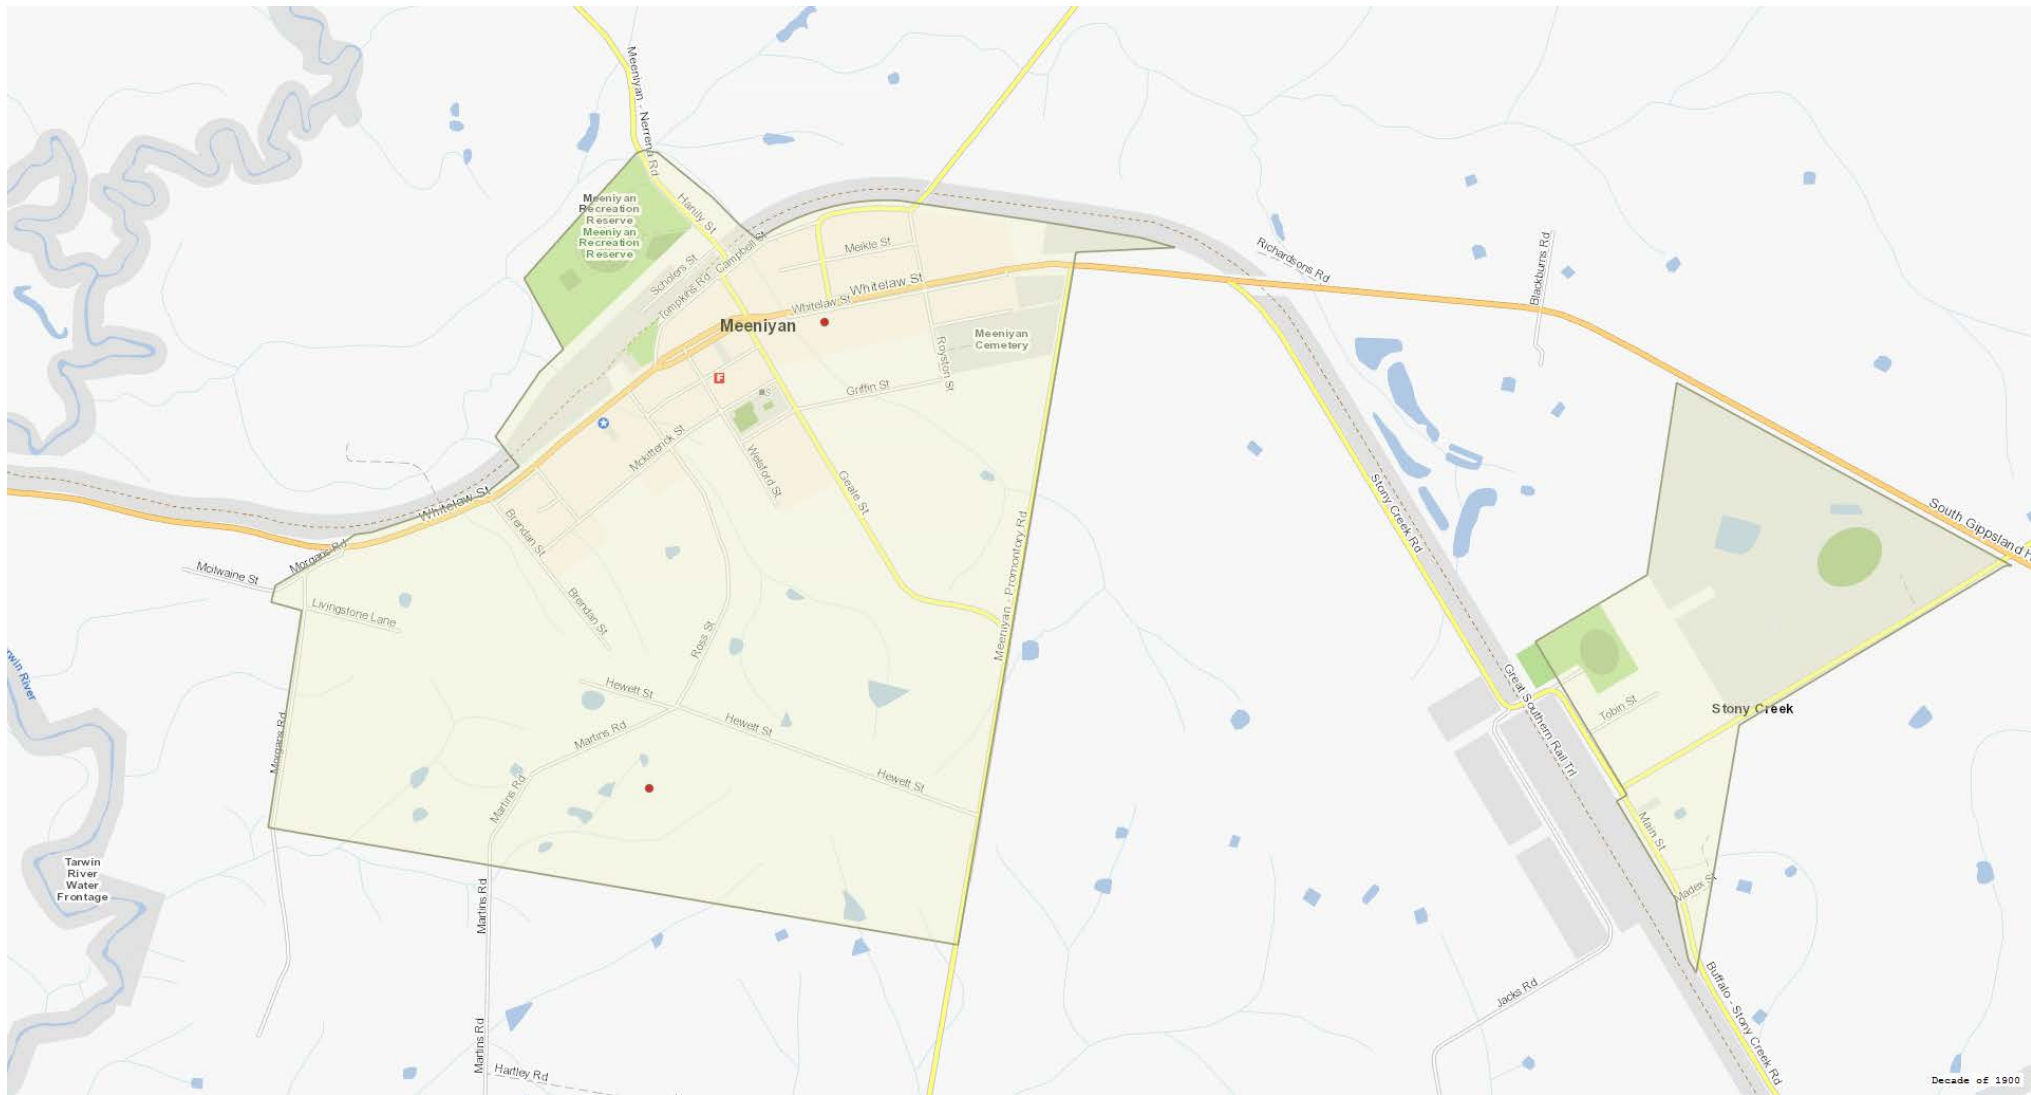 Meeniyan - Nerrena Rd
Meeniyan
Recreation
Reserve
Meeniyan
Recreation
Reserve
Hanily St
Scholers St
Tompkins Rd
Campbell St
Meikle St
Whitelaw St
Whitelaw St
Meeniyan
Meeniyan
Cemetery
Royston St
Griffin St
F
Mckitterick St
Welsford St
Geale St
Whitelaw St
Brendan St
Brendan St
Morgans Rd
McIlwaine St
Livingstone Lane
Ross St
Meeniyan - Promontory Rd
Hewett St
Hewett St
Hewett St
Martins Rd
Martins Rd
Morgans Rd
Martins Rd
Martins Rd
Hartley Rd
Tarwin
River
Water
Frontage
Richardsons Rd
Blackburns Rd
Stony Creek Rd
South Gippsland H
Great Southern Rail Trl
Tobin St
Stony Creek
Main St
Madex St
Jacks Rd
Buffalo - Stony Creek Rd
Decade of 1900